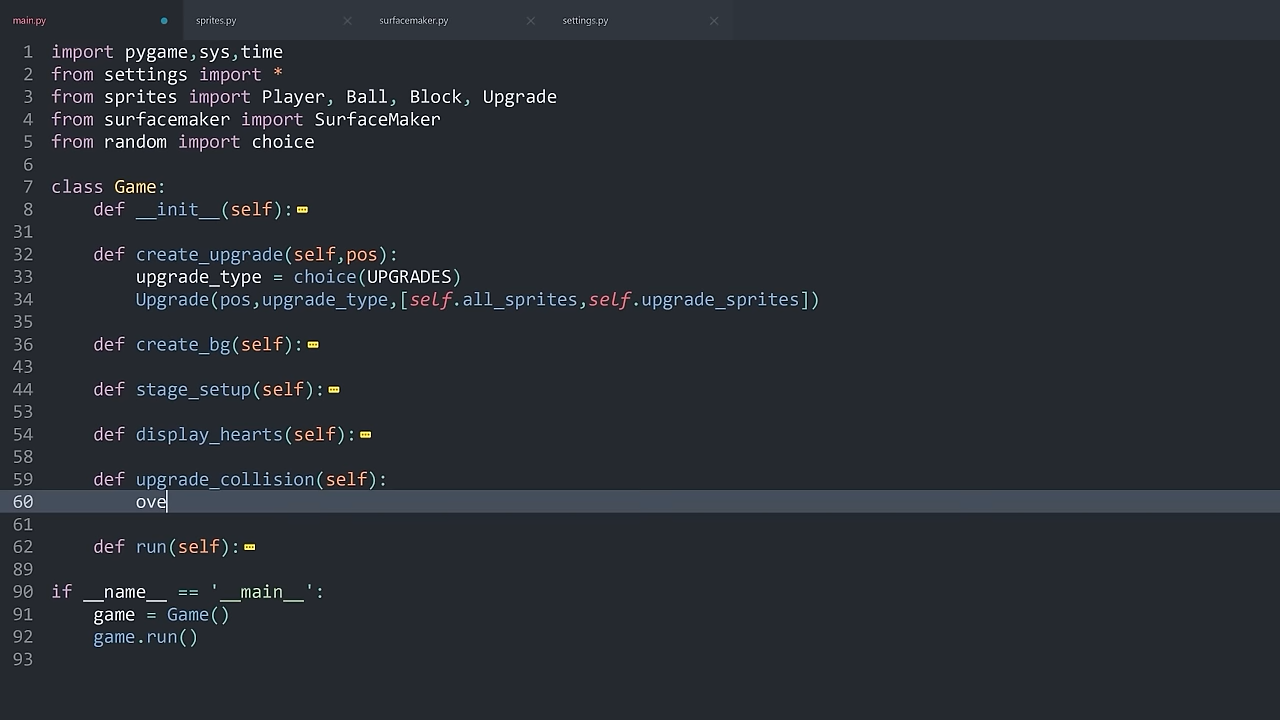 main.py sprites.py surfacemaker.py settings.py
1 import pygame,sys,time
2 from settings import *
3 from sprites import Player, Ball, Block, Upgrade
4 from surfacemaker import SurfaceMaker
5 from random import choice
6
7 class Game:
8 def __init__(self):
31
32 def create_upgrade(self,pos):
33 upgrade_type = choice(UPGRADES)
34 Upgrade(pos,upgrade_type,[self.all_sprites,self.upgrade_sprites])
35
36 def create_bg(self):
43
44 def stage_setup(self):
53
54 def display_hearts(self):
58
59 def upgrade_collision(self):
60 ove
61
62 def run(self):
89
90 if __name__ == '__main__':
91 game = Game()
92 game.run()
93